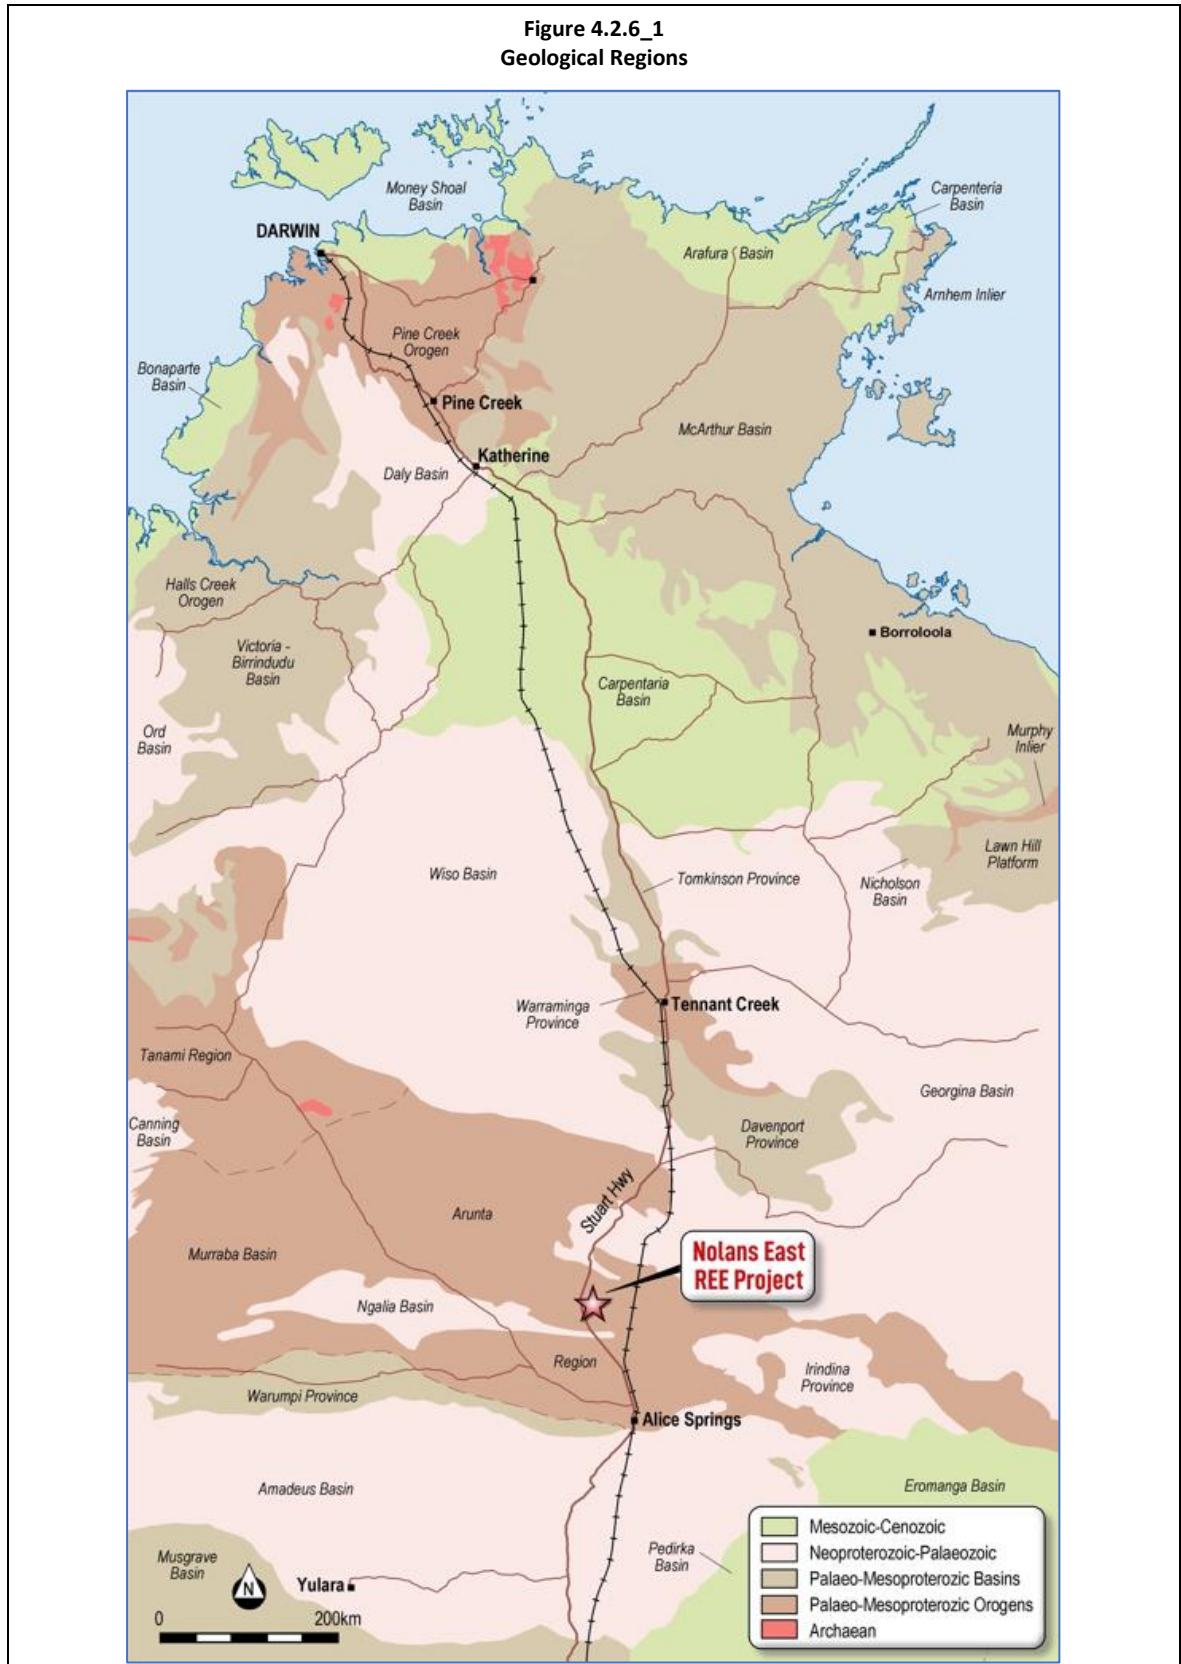 Figure 4.2.6_1
Geological Regions
Money Shoal
Basin
Carpenteria
Basin
DARWIN
Arafura Basin
Arnhem Inlier
Pine Creek
Orogen
Bonaparte
Basin
Pine Creek
McArthur Basin
Katherine
Daly Basin
Halls Creek
Orogen
Borroloola
Victoria -
Birrindudu
Basin
Carpentaria
Basin
Ord
Basin
Murphy
Inlier
Lawn Hill
Platform
Wiso Basin
Tomkinson Province
Nicholson
Basin
Warraminga
Province
Tennant Creek
Tanami Region
Georgina Basin
Canning
Basin
Davenport
Province
Stuart Hwy
Arunta
Murraba Basin
Nolans East
REE Project
Ngalia Basin
Region
Irindina
Province
Warumpi Province
Alice Springs
Amadeus Basin
Eromanga Basin
Musgrave
Basin
Pedirka
Basin
N
Yulara
0 200km
Mesozoic-Cenozoic
Neoproterozoic-Palaeozoic
Palaeo-Mesoproterozic Basins
Palaeo-Mesoproterozic Orogens
Archaean